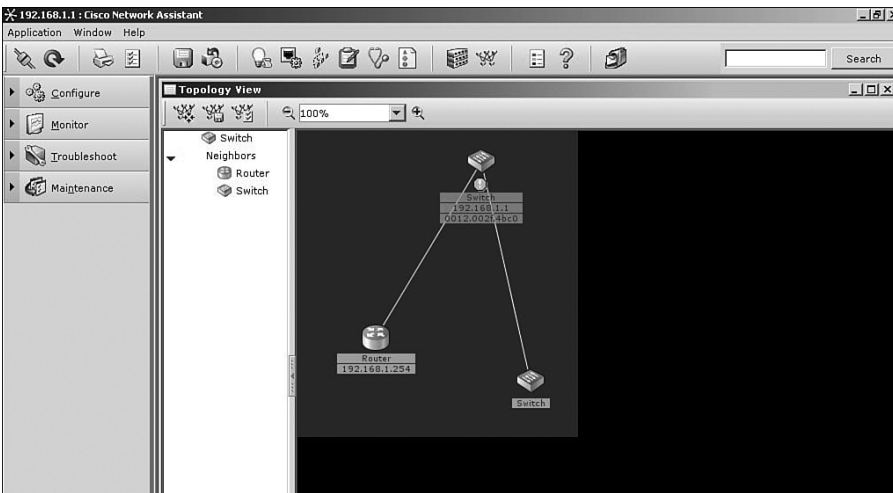 192.168.1.1 : Cisco Network Assistant
Application Window Help
Search
Configure
Monitor
Troubleshoot
Maintenance
Topology View
100%
Switch
Neighbors
Router
Switch
Switch
192.168.1.1
0012.002f.4bc0
Router
192.168.1.254
Switch